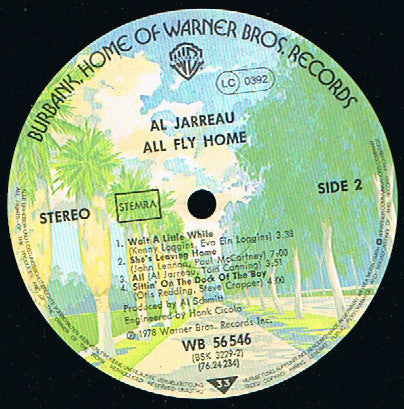 BURBANK, HOME OF WARNER BROS. RECORDS
WB
LC 0392
AL JARREAU
ALL FLY HOME
STEREO
STEMRA
SIDE 2
1. Wait A Little While
(Kenny Loggins, Eva Ein Loggins) 3:38
2. She's Leaving Home
(John Lennon, Paul McCartney) 7:00
3. All (Al Jarreau, Tom Canning) 3:51
4. Sittin' On The Dock Of The Bay
(Otis Redding, Steve Cropper) 4:00
Produced by Al Schmitt
Engineered by Hank Cicalo
℗ 1978 Warner Bros. Records Inc.
WB 56 546
(BSK 3229-2)
(76.24 234)
33